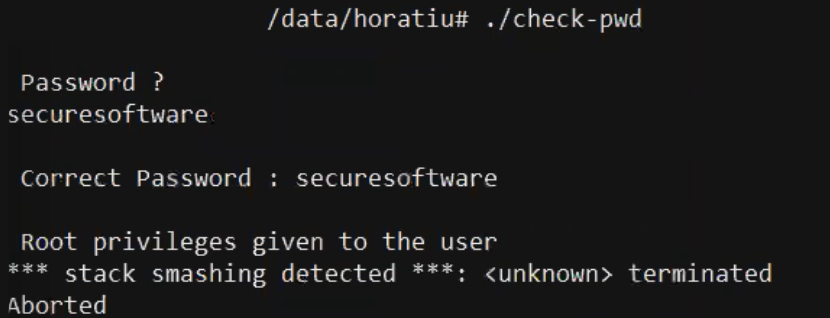 /data/horatiu# ./check-pwd
Password ?
securesoftware
Correct Password : securesoftware
Root privileges given to the user
*** stack smashing detected ***: <unknown> terminated
Aborted